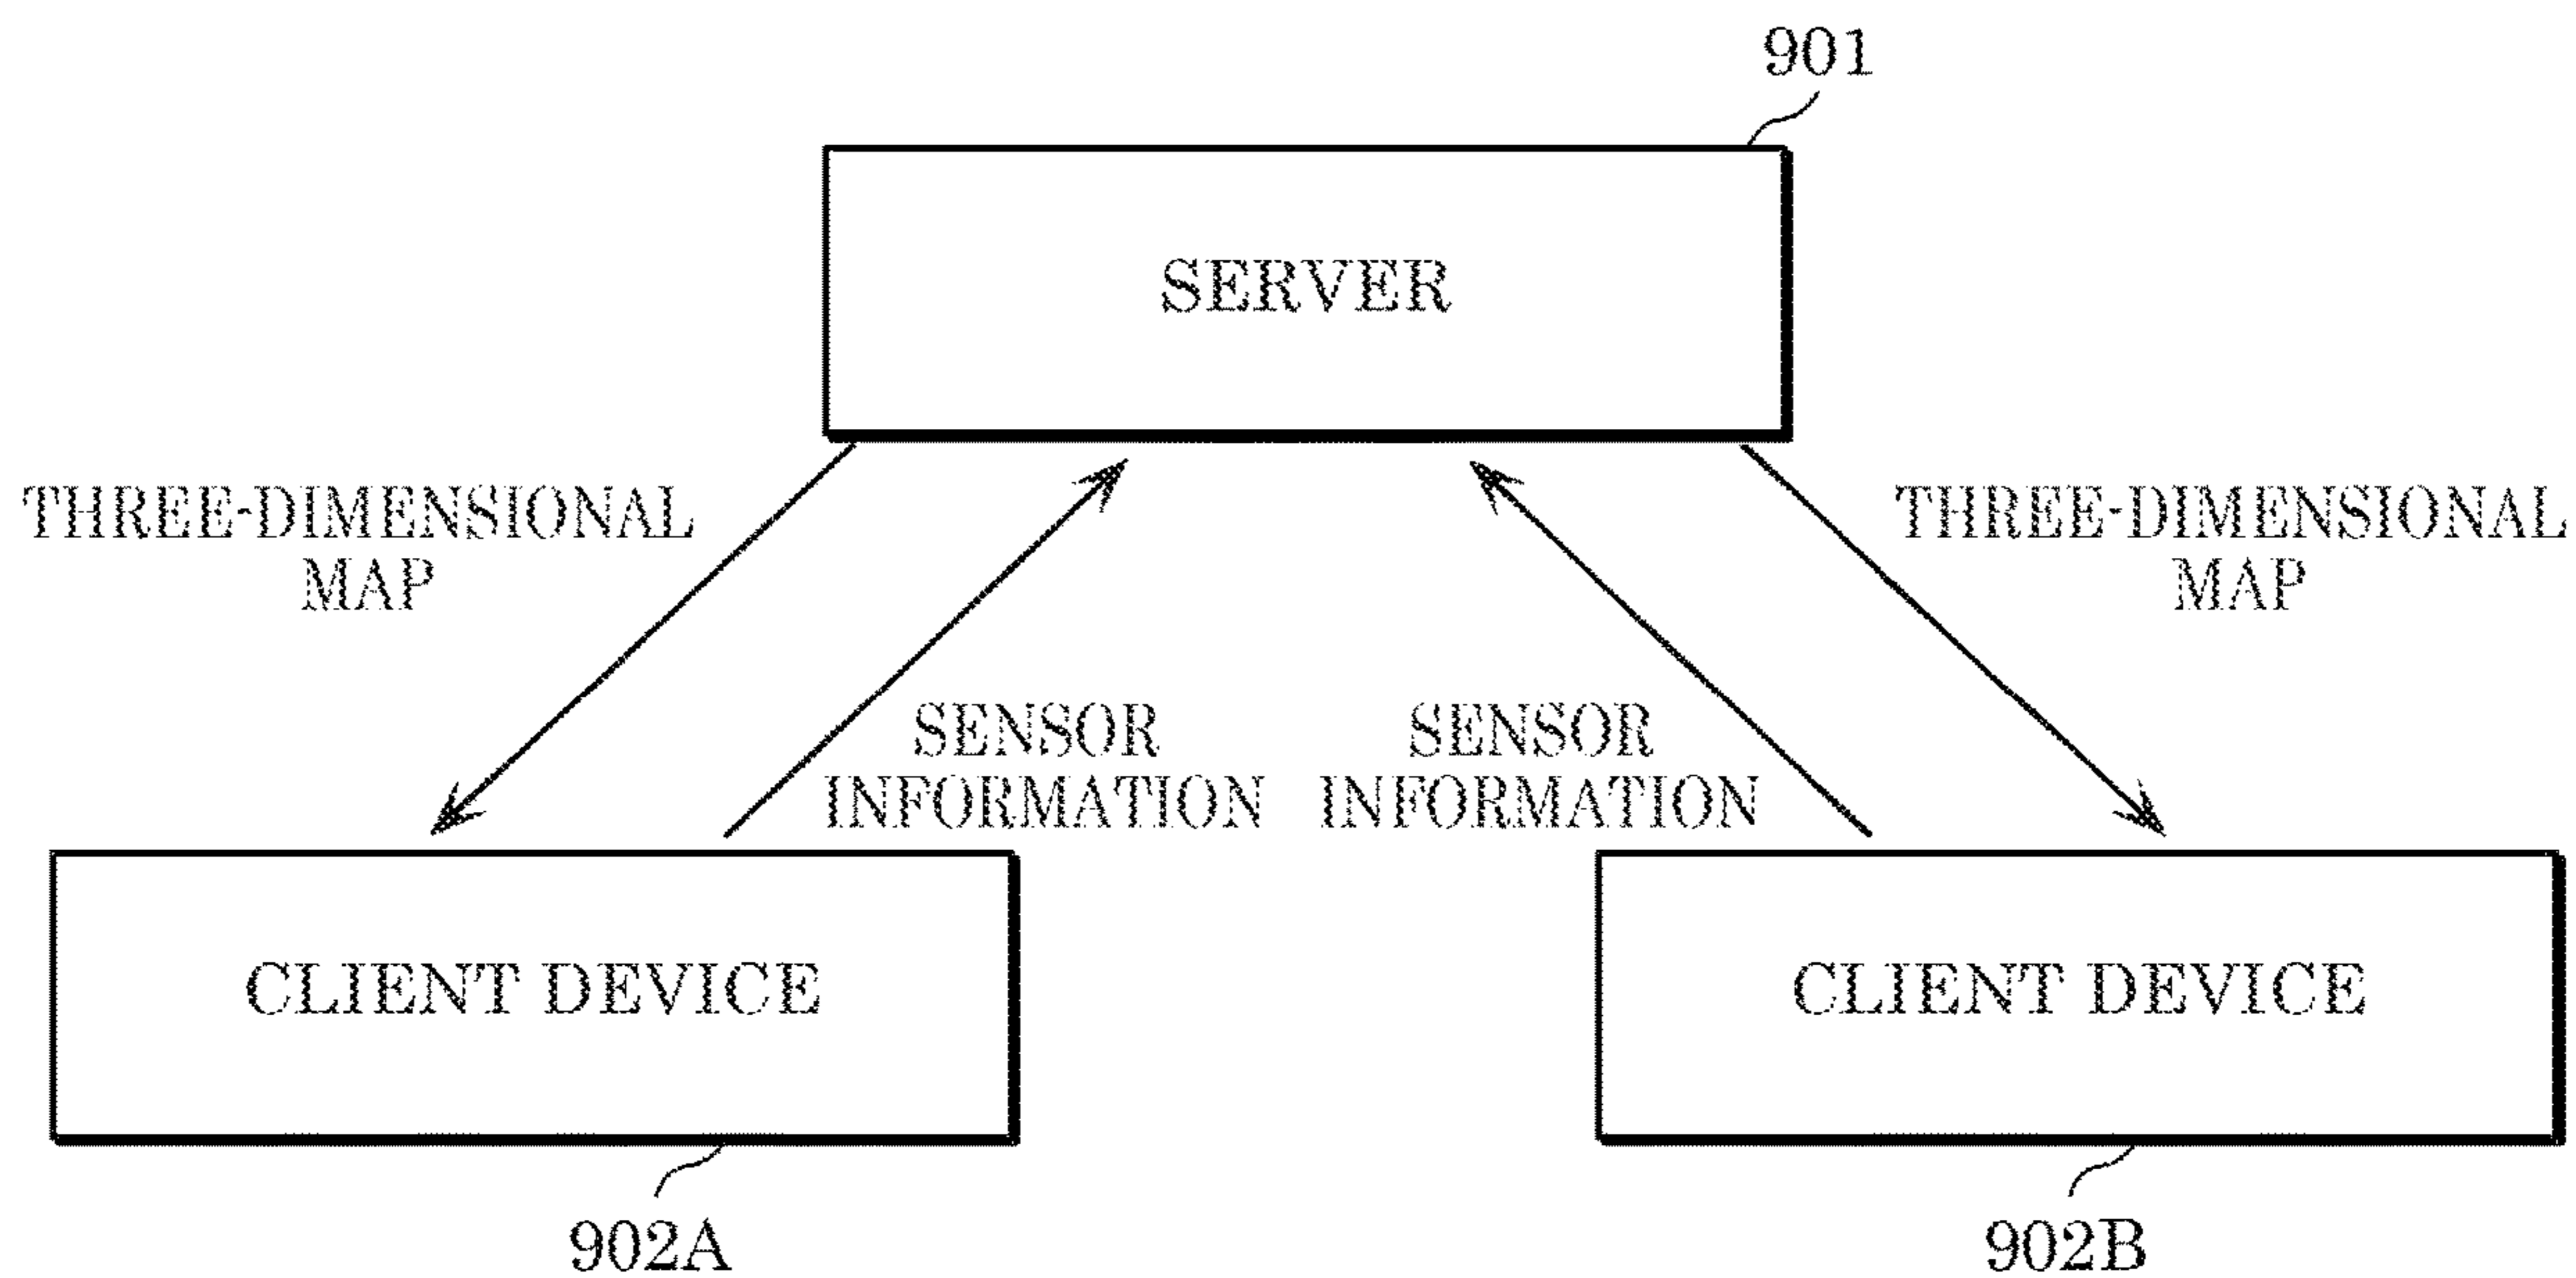 901
SERVER
THREE-DIMENSIONAL
MAP
THREE-DIMENSIONAL
MAP
SENSOR
INFORMATION
SENSOR
INFORMATION
CLIENT DEVICE
CLIENT DEVICE
902A
902B